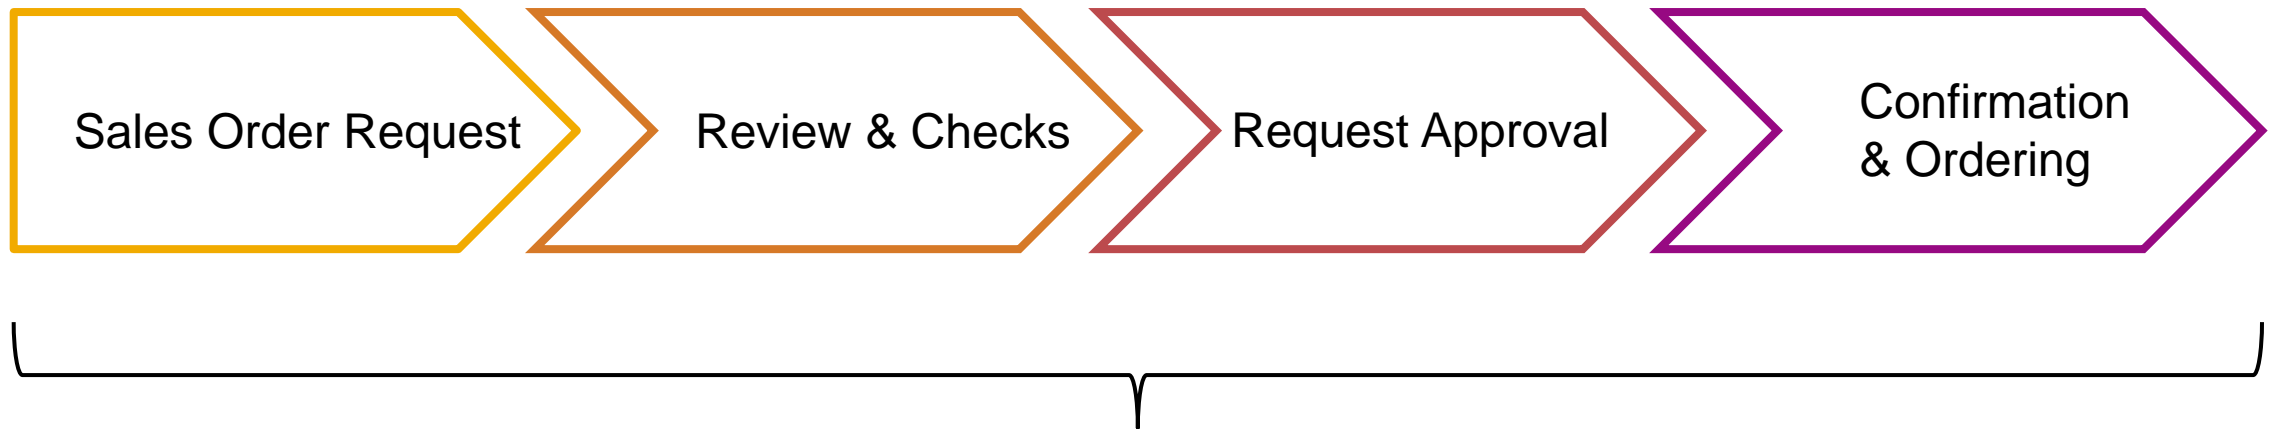 Sales Order Request
Review & Checks
Request Approval
Confirmation
& Ordering